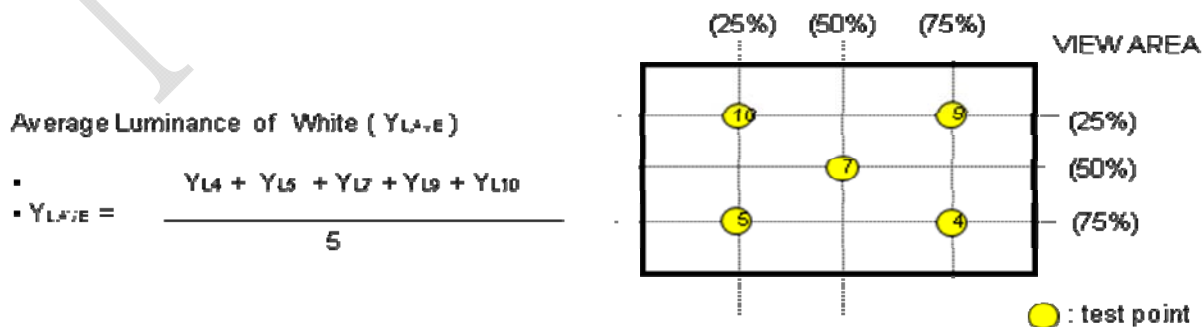 (25%) (50%) (75%)
VIEW AREA
Average Luminance of White ( YL,AVE )
10 9 (25%)
7 (50%)
▪ YL4 + YL5 + YL7 + YL9 + YL10
▪ YL,AVE =
5
5 4 (75%)
: test point